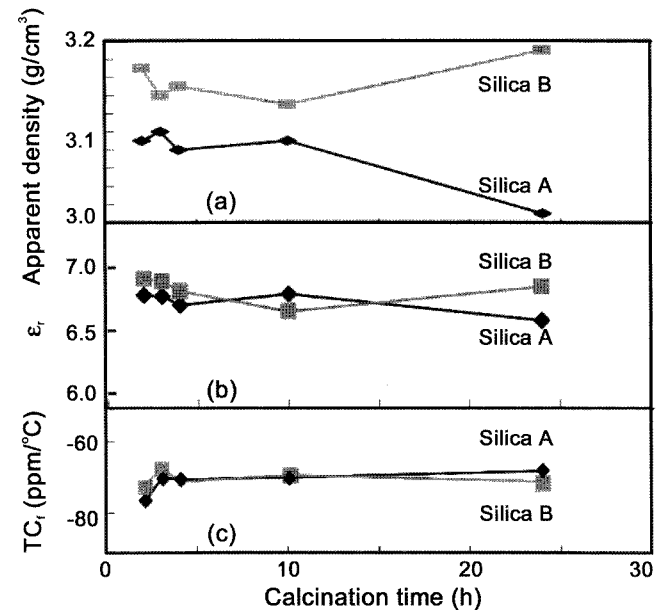 Apparent density (g/cm³)
3.2
3.1
3.0
Silica B
Silica A
(a)
εᵣ
7.0
6.5
6.0
Silica B
Silica A
(b)
TCf (ppm/°C)
-60
-80
Silica A
Silica B
(c)
0
10
20
30
Calcination time (h)